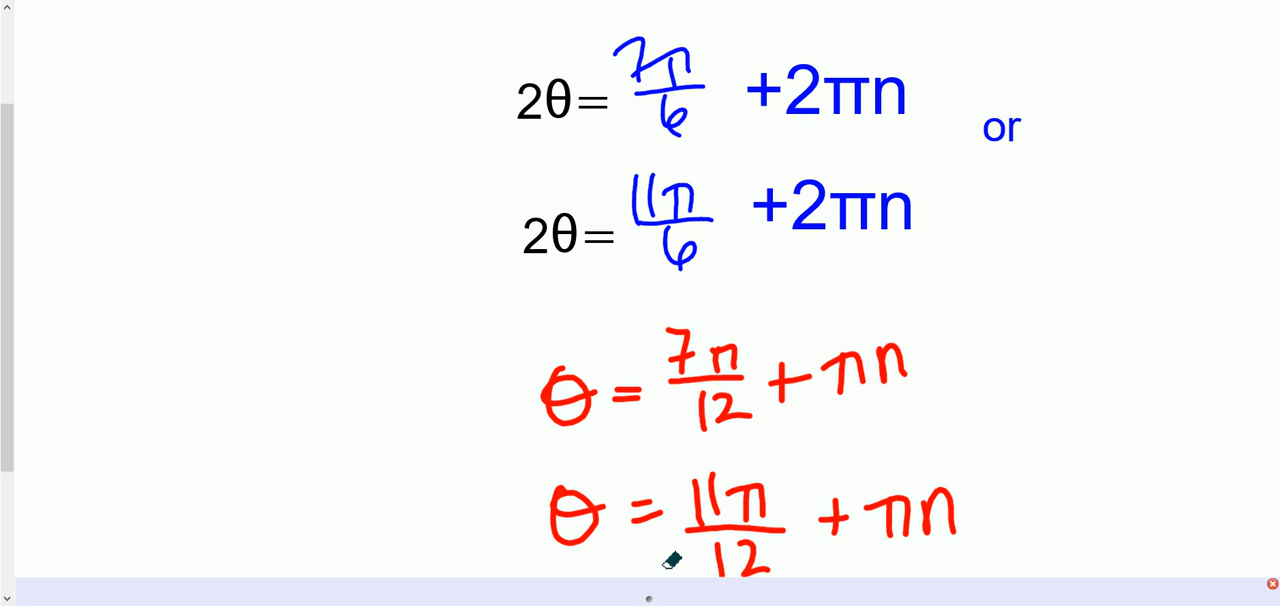 2θ= 7π/6 +2πn or
2θ= 11π/6 +2πn
θ = 7π/12 + πn
θ = 11π/12 + πn